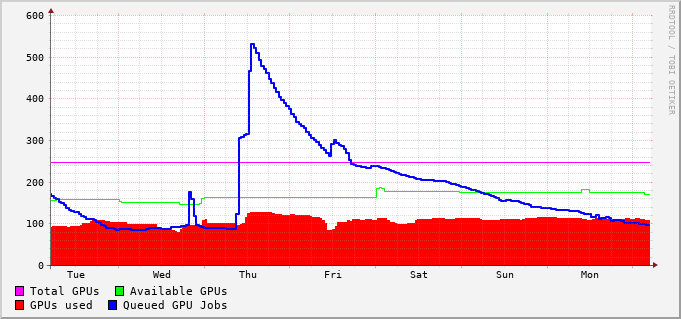 600
500
400
300
200
100
0
Tue Wed Thu Fri Sat Sun Mon
Total GPUs Available GPUs
GPUs used Queued GPU Jobs
RRDTOOL / TOBI OETIKER